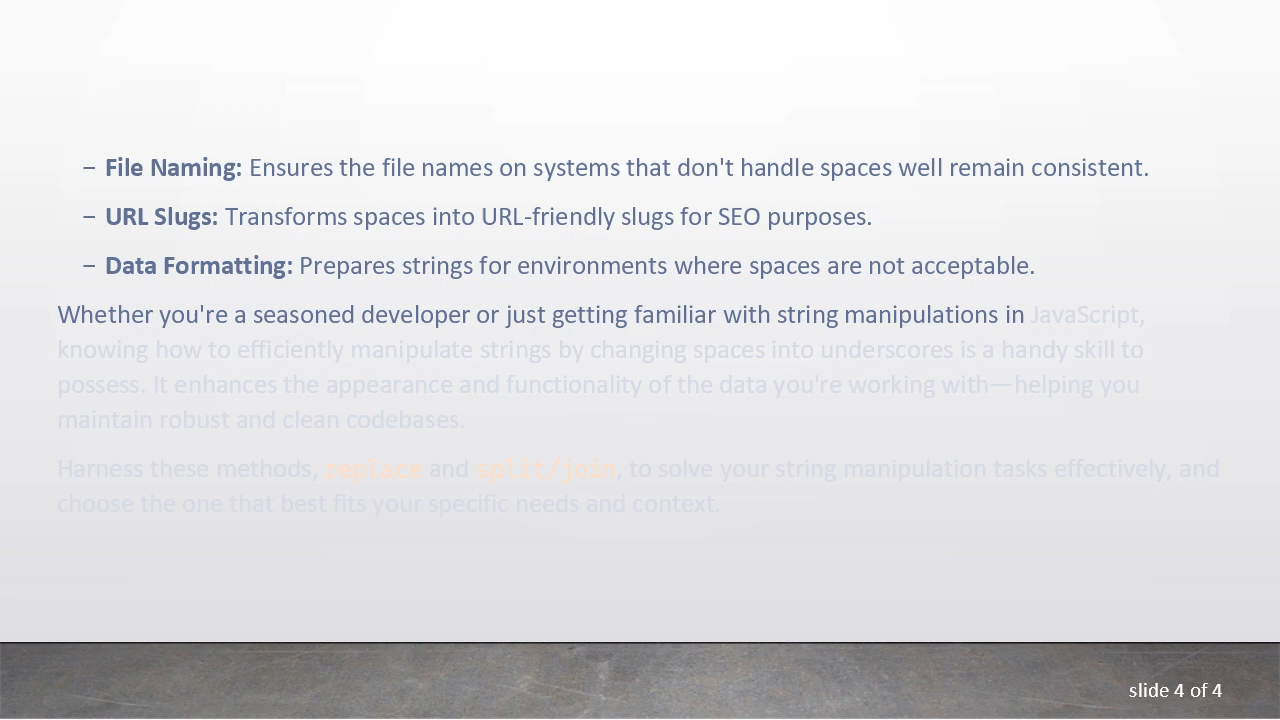 – File Naming: Ensures the file names on systems that don't handle spaces well remain consistent.
– URL Slugs: Transforms spaces into URL-friendly slugs for SEO purposes.
– Data Formatting: Prepares strings for environments where spaces are not acceptable.
Whether you're a seasoned developer or just getting familiar with string manipulations in JavaScript,
knowing how to efficiently manipulate strings by changing spaces into underscores is a handy skill to
possess. It enhances the appearance and functionality of the data you're working with—helping you
maintain robust and clean codebases.
Harness these methods, replace and split/join, to solve your string manipulation tasks effectively, and
choose the one that best fits your specific needs and context.
slide 4 of 4